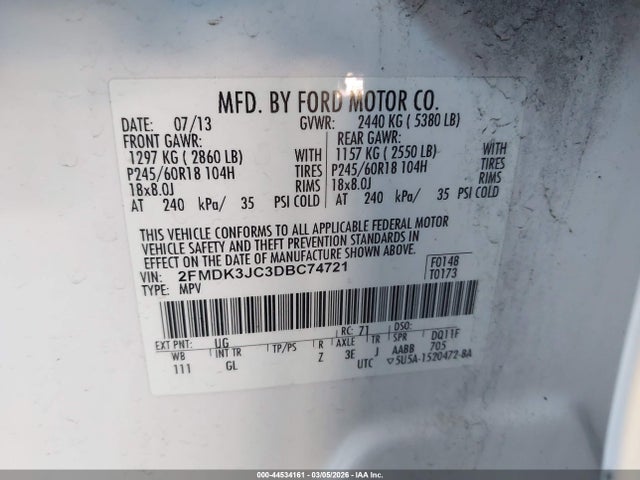 MFD. BY FORD MOTOR CO.
DATE: 07/13 GVWR: 2440 KG ( 5380 LB)
FRONT GAWR: REAR GAWR:
1297 KG ( 2860 LB) WITH 1157 KG ( 2550 LB) WITH
P245/60R18 104H TIRES P245/60R18 104H TIRES
18x8.0J RIMS 18x8.0J RIMS
AT 240 kPa/ 35 PSI COLD AT 240 kPa/ 35 PSI COLD
THIS VEHICLE CONFORMS TO ALL APPLICABLE FEDERAL MOTOR
VEHICLE SAFETY AND THEFT PREVENTION STANDARDS IN
EFFECT ON THE DATE OF MANUFACTURE SHOWN ABOVE.
VIN: 2FMDK3JC3DBC74721 F0148
TYPE: MPV T0173
EXT PNT: UG RC: 71 DSO:
WB INT TR TP/PS R AXLE TR SPR DQ11F
111 GL Z 3E J AABB 705
UTC ▽5U5A-1520472-BA
000-44534161 | 03/05/2026 | IAA Inc.